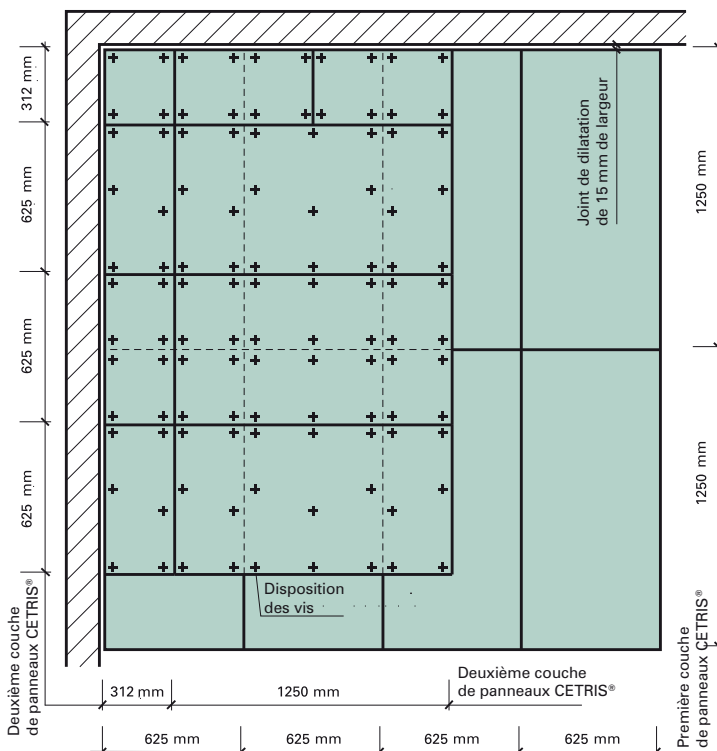 312 mm
625 mm
625 mm
625 mm
Deuxième couche
de panneaux CETRIS®
Joint de dilatation
de 15 mm de largeur
1250 mm
1250 mm
Première couche
de panneaux CETRIS®
Disposition
des vis
312 mm
1250 mm
Deuxième couche
de panneaux CETRIS®
625 mm
625 mm
625 mm
625 mm